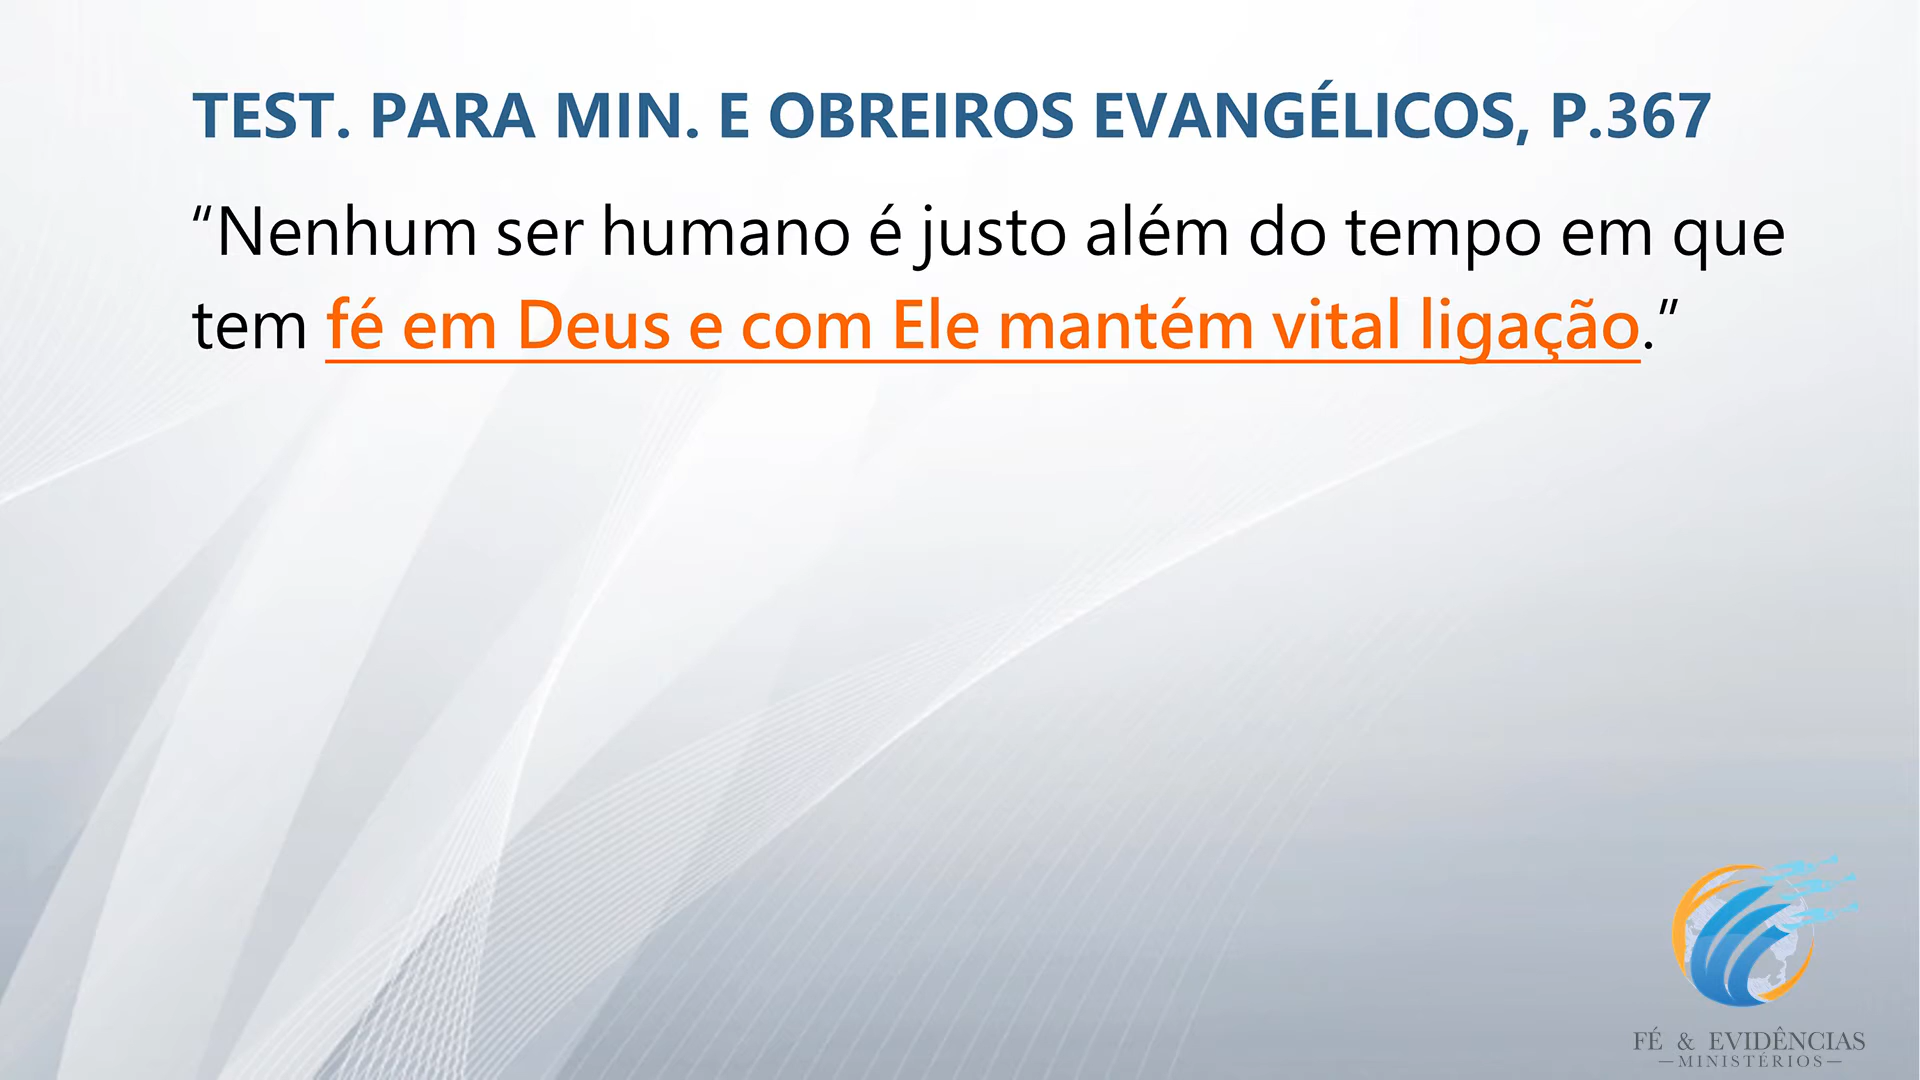 TEST. PARA MIN. E OBREIROS EVANGÉLICOS, P.367
“Nenhum ser humano é justo além do tempo em que
tem fé em Deus e com Ele mantém vital ligação.”
FÉ & EVIDÊNCIAS
—MINISTÉRIOS—